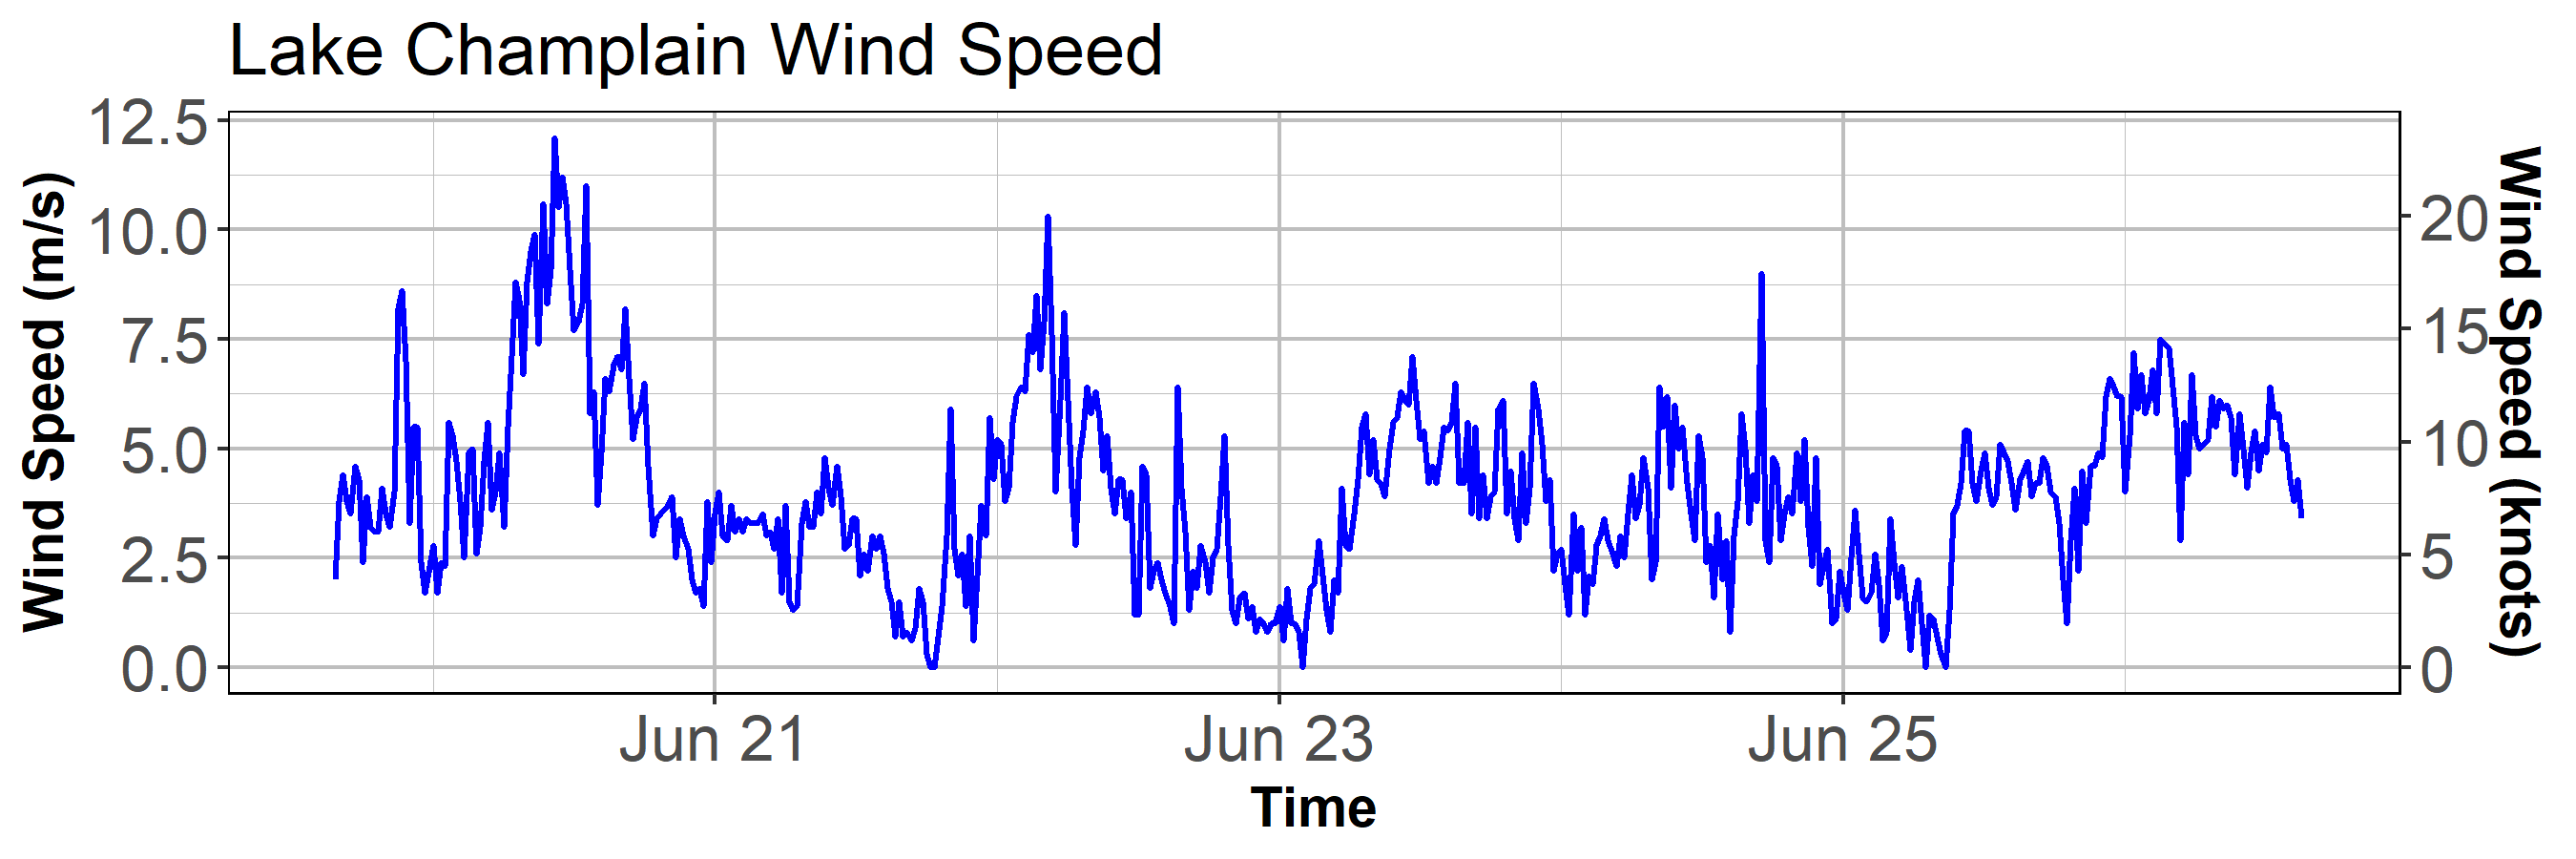 Lake Champlain Wind Speed
Wind Speed (m/s)
12.5
10.0
7.5
5.0
2.5
0.0
Wind Speed (knots)
20
15
10
5
0
Jun 21
Jun 23
Jun 25
Time